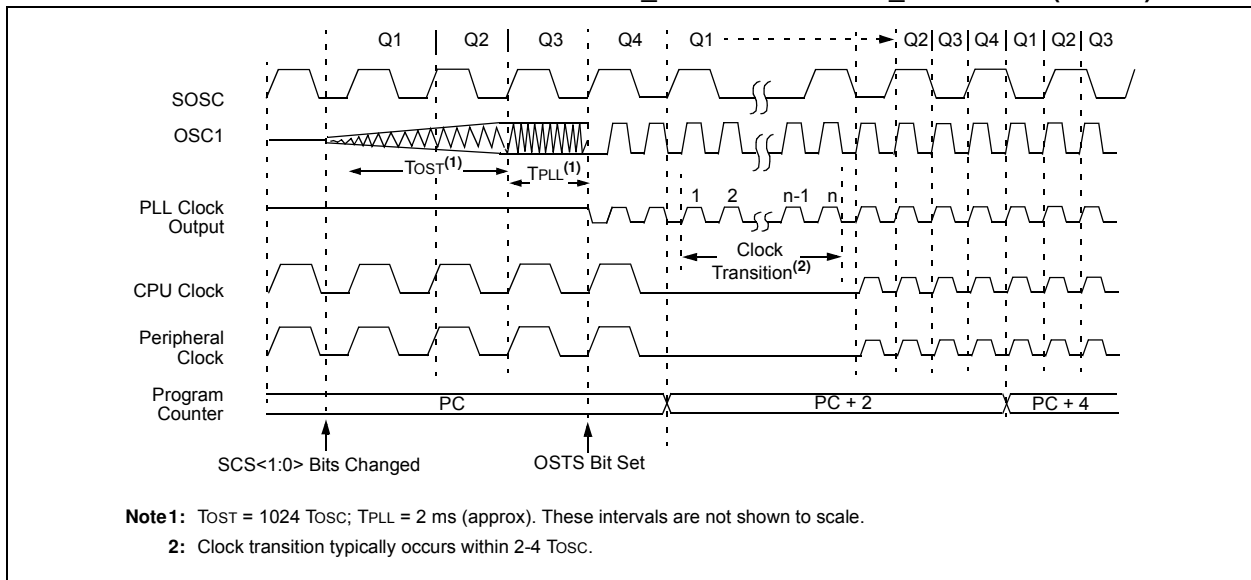 Q1 Q2 Q3 Q4 Q1 Q2 Q3 Q4 Q1 Q2 Q3
SOSC
OSC1
TOST(1) TPLL(1)
1 2 n-1 n
PLL Clock
Output
Clock
Transition(2)
CPU Clock
Peripheral
Clock
Program
Counter
PC PC + 2 PC + 4
SCS<1:0> Bits Changed OSTS Bit Set
Note1: TOST = 1024 TOSC; TPLL = 2 ms (approx). These intervals are not shown to scale.
2: Clock transition typically occurs within 2-4 TOSC.